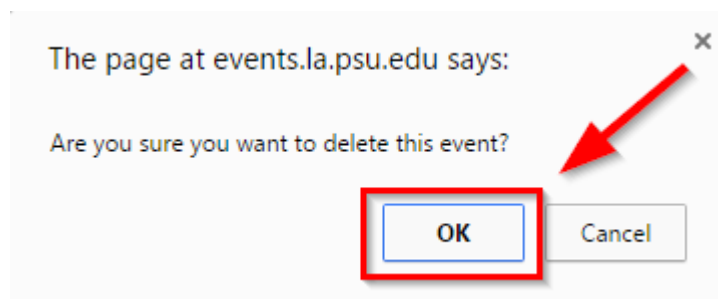 The page at events.la.psu.edu says:
Are you sure you want to delete this event?
OK
Cancel